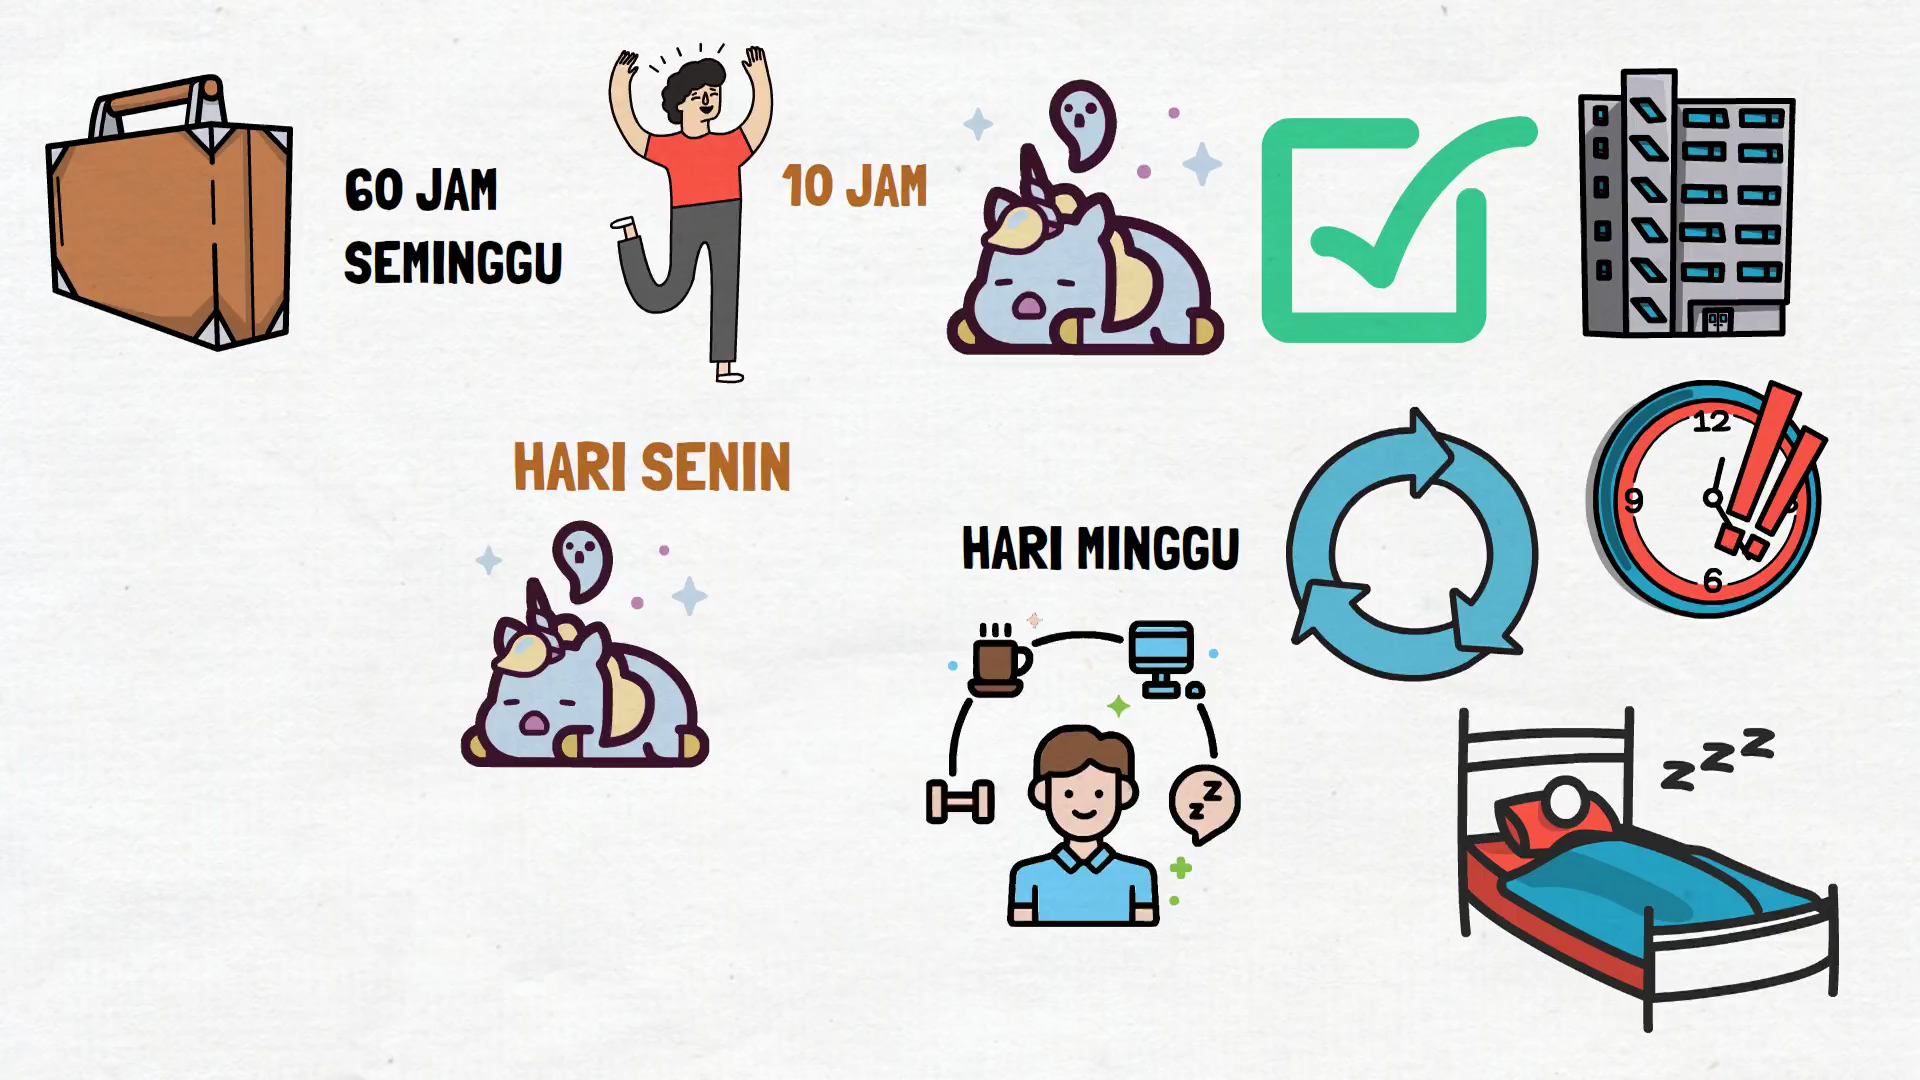 60 JAM
SEMINGGU
10 JAM
HARI SENIN
HARI MINGGU
12
9
6
z z z
z z